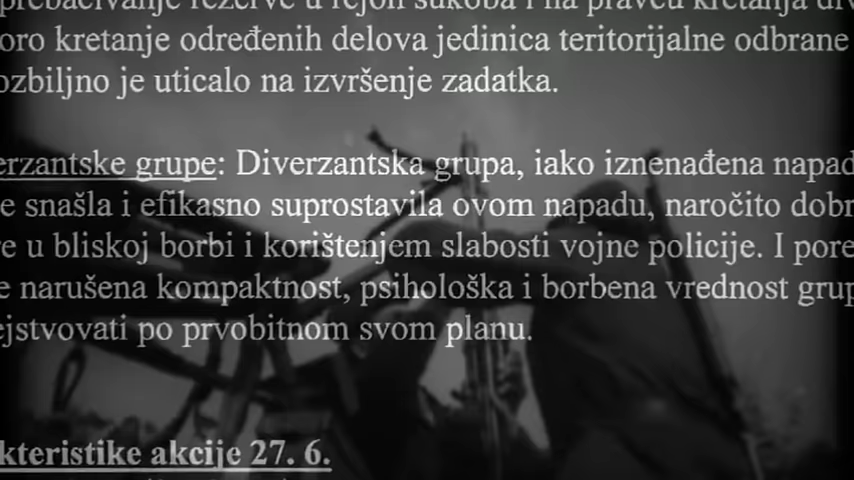 prebacivanje rezerve u rejon sukoba i na pravcu kretanja
oro kretanje određenih delova jedinica teritorijalne odbrane
ozbiljno je uticalo na izvršenje zadatka.
erzantske grupe: Diverzantska grupa, iako iznenađena napad
e snašla i efikasno suprostavila ovom napadu, naročito dobr
re u bliskoj borbi i korištenjem slabosti vojne policije. I pore
e narušena kompaktnost, psihološka i borbena vrednost grup
ejstvovati po prvobitnom svom planu.
kteristike akcije 27. 6.